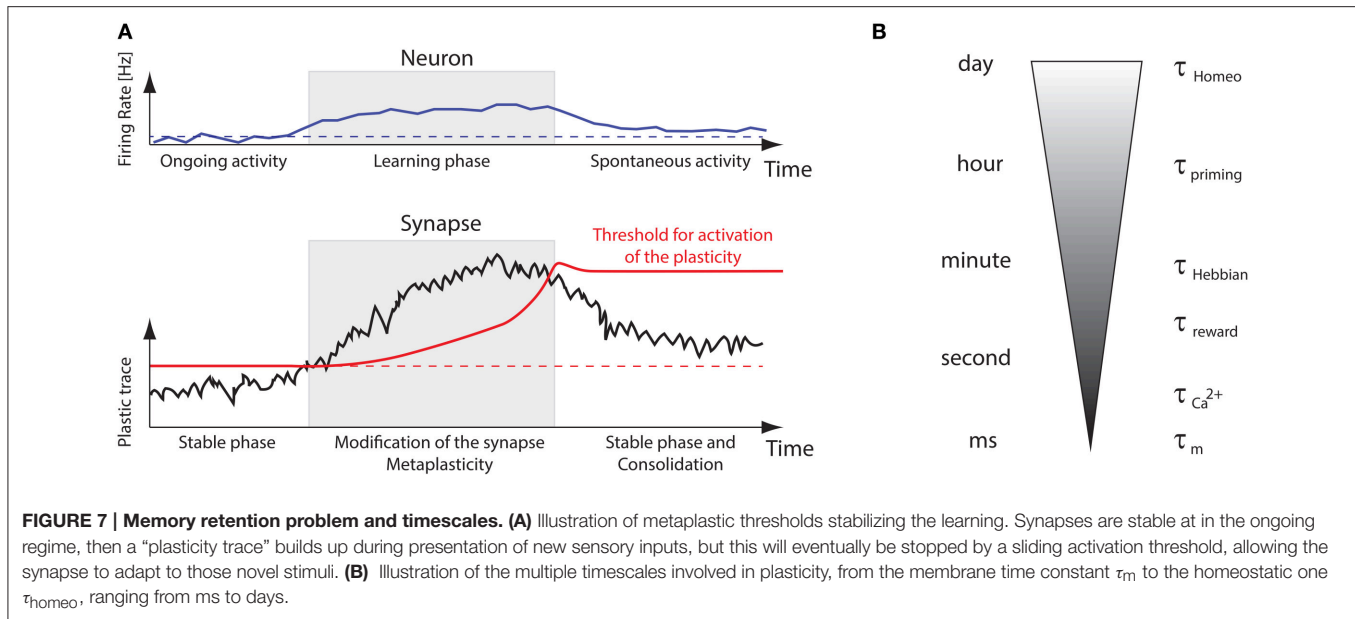 A
Neuron
Firing Rate [Hz]
Ongoing activity
Learning phase
Spontaneous activity
Time
Synapse
Threshold for activation
of the plasticity
Plastic trace
Stable phase
Modification of the synapse
Metaplasticity
Stable phase and
Consolidation
Time
B
day
τ Homeo
hour
τ priming
minute
τ Hebbian
τ reward
second
τ Ca2+
ms
τ m
FIGURE 7 | Memory retention problem and timescales. (A) Illustration of metaplastic thresholds stabilizing the learning. Synapses are stable at in the ongoing
regime, then a “plasticity trace” builds up during presentation of new sensory inputs, but this will eventually be stopped by a sliding activation threshold, allowing the
synapse to adapt to those novel stimuli. (B) Illustration of the multiple timescales involved in plasticity, from the membrane time constant τm to the homeostatic one
τhomeo, ranging from ms to days.